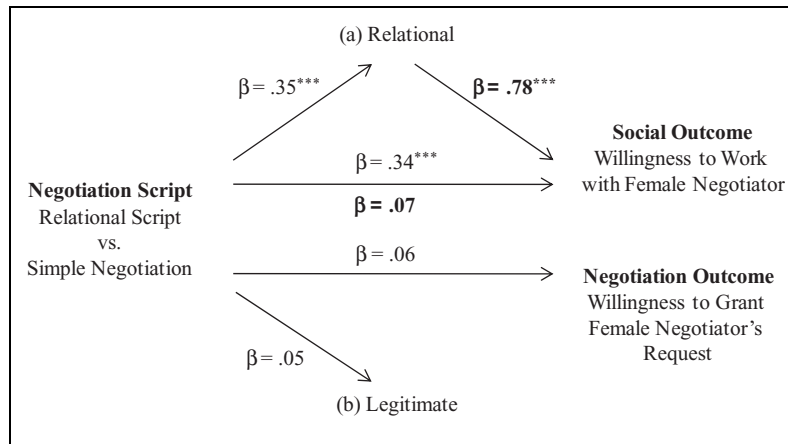 (a) Relational
β = .35***
β = .78***
Social Outcome
Willingness to Work
with Female Negotiator
β = .34***
β = .07
Negotiation Script
Relational Script
vs.
Simple Negotiation
β = .06
Negotiation Outcome
Willingness to Grant
Female Negotiator’s
Request
β = .05
(b) Legitimate